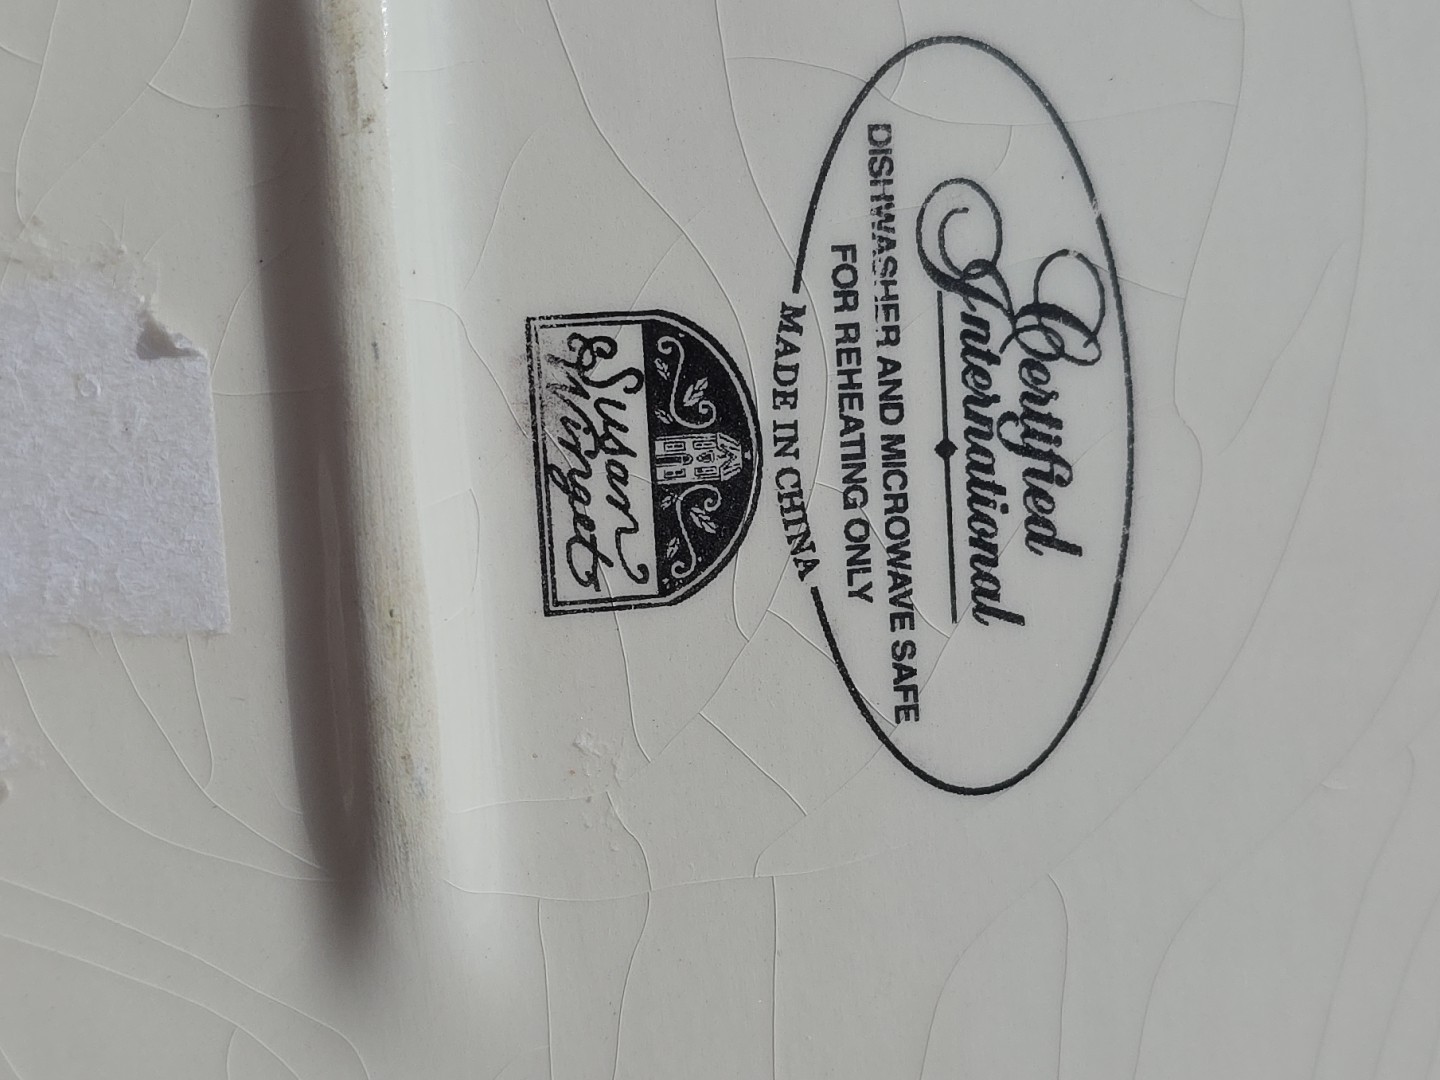 Certified
International
DISHWASHER AND MICROWAVE SAFE
FOR REHEATING ONLY
MADE IN CHINA
Susan
Winget